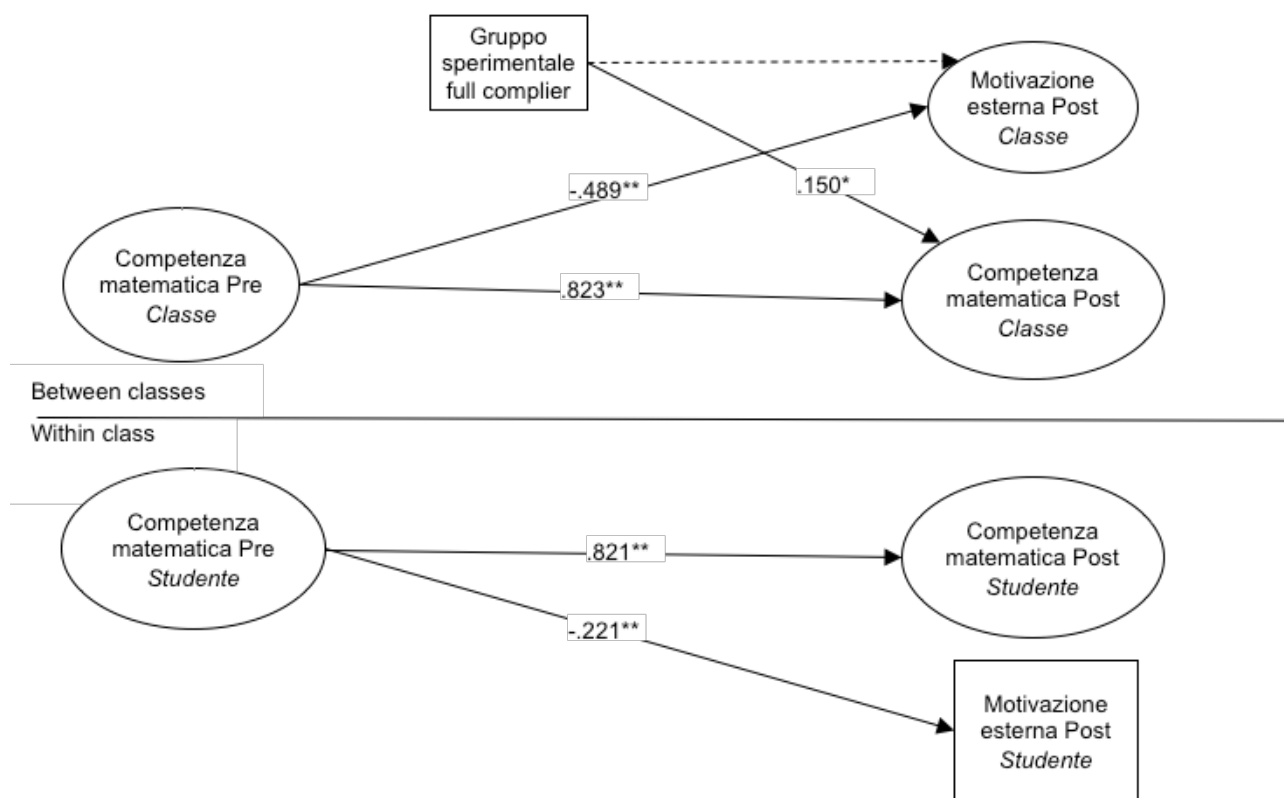 Gruppo
sperimentale
full complier
Motivazione
esterna Post
Classe
-.489**
.150*
Competenza
matematica Pre
Classe
.823**
Competenza
matematica Post
Classe
Between classes
Within class
Competenza
matematica Pre
Studente
.821**
Competenza
matematica Post
Studente
-.221**
Motivazione
esterna Post
Studente